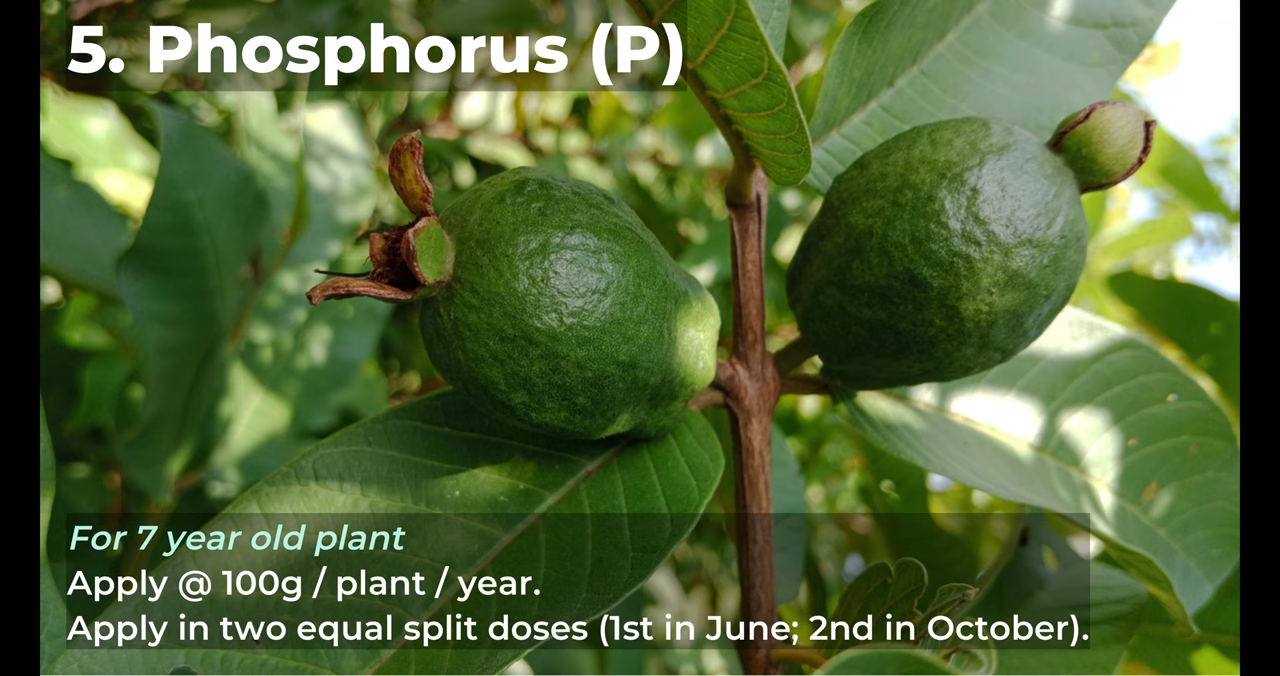 5. Phosphorus (P)
For 7 year old plant
Apply @ 100g / plant / year.
Apply in two equal split doses (1st in June; 2nd in October).